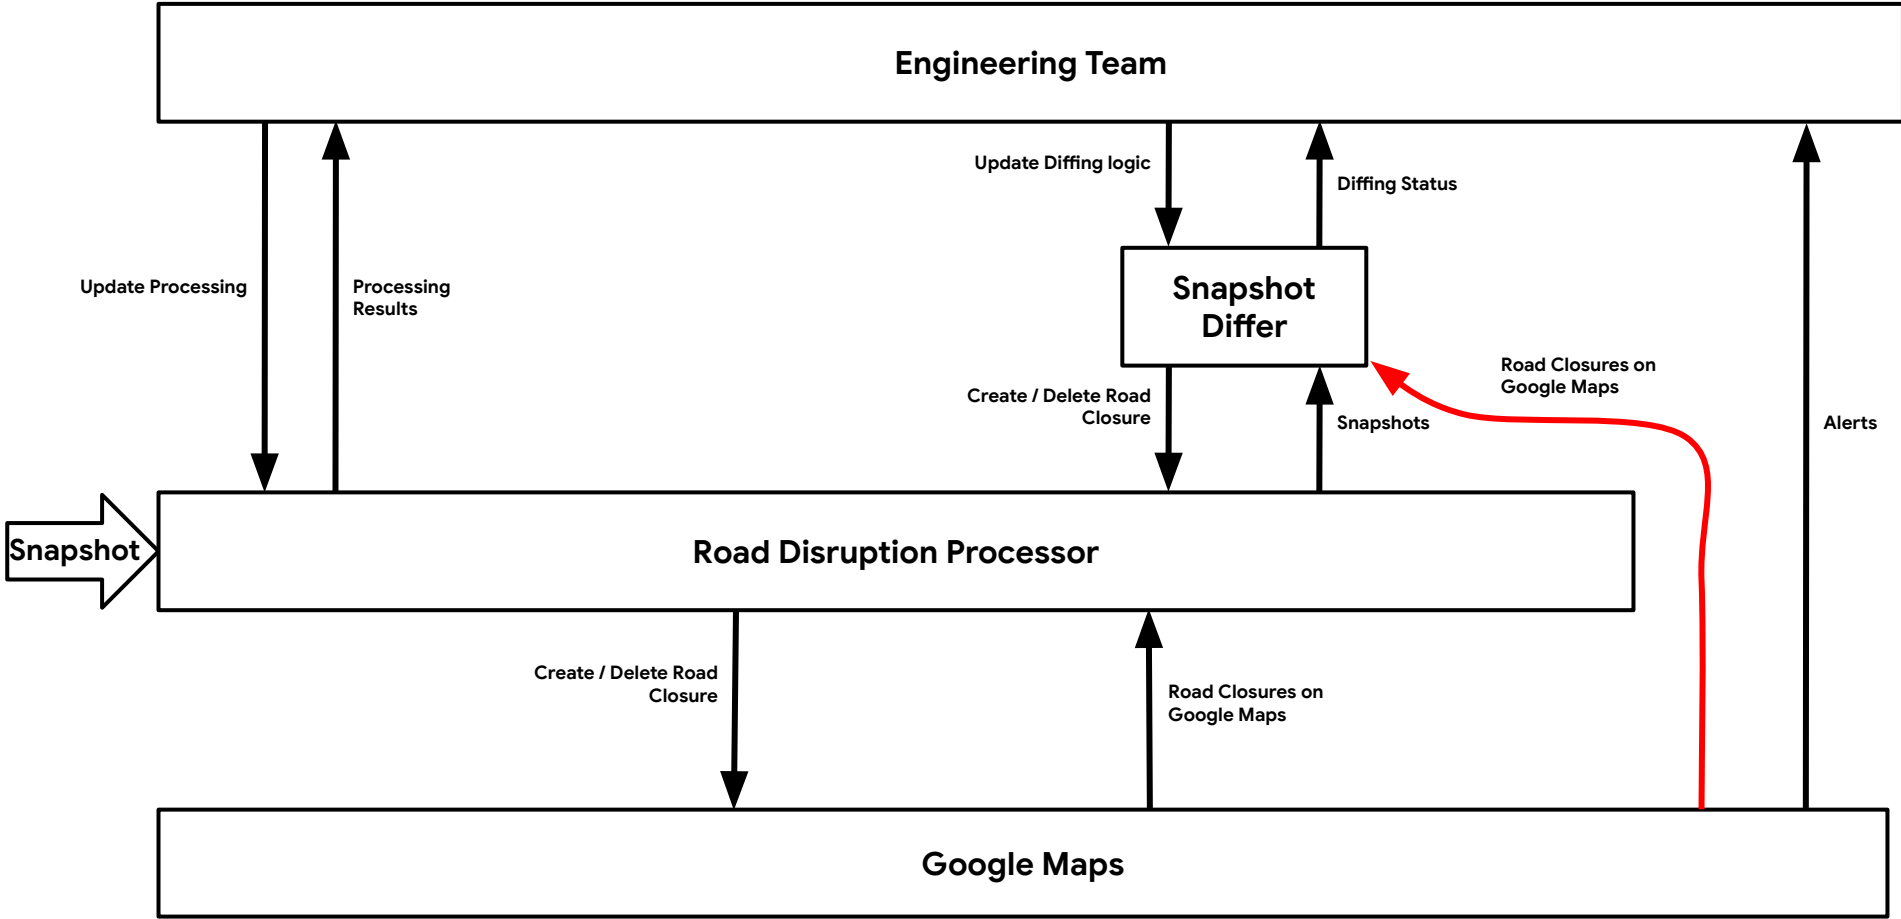 Engineering Team
Update Diffing logic
Diffing Status
Update Processing
Processing
Results
Snapshot
Differ
Road Closures on
Google Maps
Create / Delete Road
Closure
Snapshots
Alerts
Snapshot
Road Disruption Processor
Create / Delete Road
Closure
Road Closures on
Google Maps
Google Maps